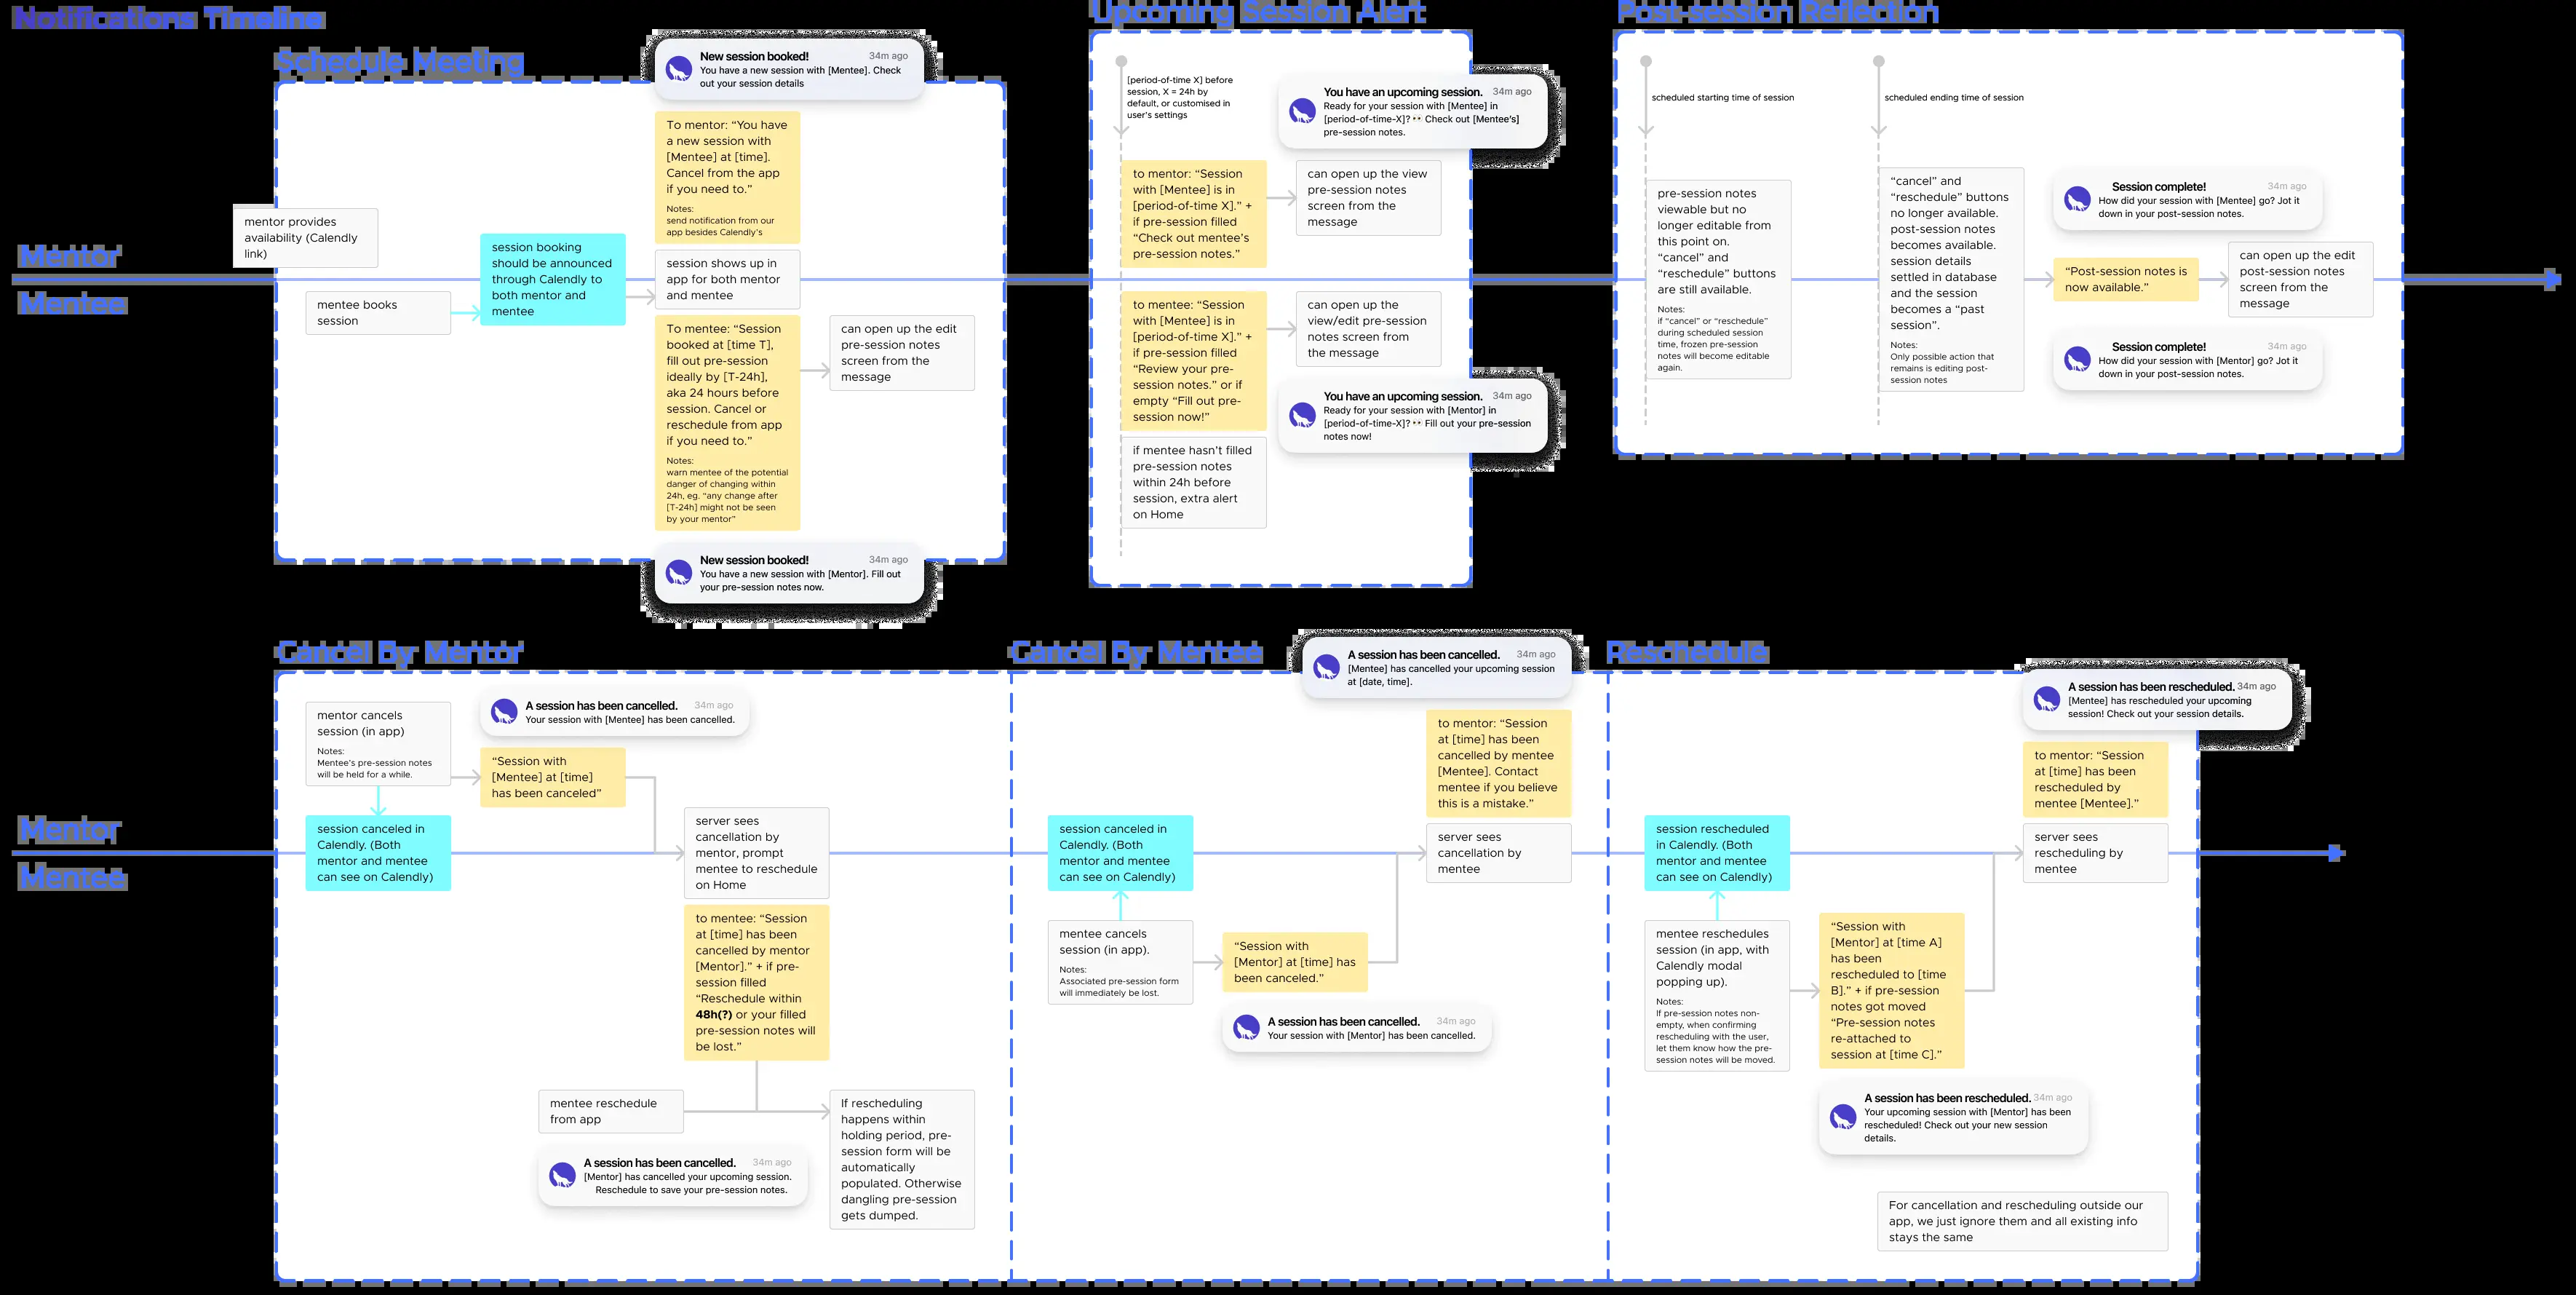 Notifications Timeline
Schedule Meeting
New session booked!
34m ago
You have a new session with [Mentee]. Check
out your session details
To mentor: “You have
a new session with
[Mentee] at [time].
Cancel from the app
if you need to.”
Notes:
send notification from our
app besides Calendly’s
mentor provides
availability (Calendly
link)
Mentor
Mentee
mentee books
session
session booking
should be announced
through Calendly to
both mentor and
mentee
session shows up in
app for both mentor
and mentee
To mentee: “Session
booked at [time T],
fill out pre-session
ideally by [T-24h],
aka 24 hours before
session. Cancel or
reschedule from app
if you need to.”
Notes:
warn mentee of the potential
danger of changing within
24h, eg. “any change after
[T-24h] might not be seen
by your mentor”
can open up the edit
pre-session notes
screen from the
message
New session booked!
34m ago
You have a new session with [Mentor]. Fill out
your pre-session notes now.
Upcoming Session Alert
[period-of-time X] before
session, X = 24h by
default, or customised in
user’s settings
You have an upcoming session.
34m ago
Ready for your session with [Mentee] in
[period-of-time-X]? 👀 Check out [Mentee’s]
pre-session notes.
to mentor: “Session
with [Mentee] is in
[period-of-time X].” +
if pre-session filled
“Check out mentee’s
pre-session notes.”
can open up the view
pre-session notes
screen from the
message
to mentee: “Session
with [Mentee] is in
[period-of-time X].” +
if pre-session filled
“Review your pre-
session notes.” or if
empty “Fill out pre-
session now!”
can open up the
view/edit pre-session
notes screen from
the message
You have an upcoming session.
34m ago
Ready for your session with [Mentor] in
[period-of-time-X]? 👀 Fill out your pre-session
notes now!
if mentee hasn’t filled
pre-session notes
within 24h before
session, extra alert
on Home
Post-session Reflection
scheduled starting time of session
scheduled ending time of session
pre-session notes
viewable but no
longer editable from
this point on.
“cancel” and
“reschedule” buttons
are still available.
Notes:
if “cancel” or “reschedule”
during scheduled session
time, frozen pre-session
notes will become editable
again.
“cancel” and
“reschedule” buttons
no longer available.
post-session notes
becomes available.
session details
settled in database
and the session
becomes a “past
session”.
Notes:
Only possible action that
remains is editing post-
session notes
Session complete!
34m ago
How did your session with [Mentee] go? Jot it
down in your post-session notes.
“Post-session notes is
now available.”
can open up the edit
post-session notes
screen from the
message
Session complete!
34m ago
How did your session with [Mentor] go? Jot it
down in your post-session notes.
Cancel By Mentor
mentor cancels
session (in app)
Notes:
Mentee’s pre-session notes
will be held for a while.
A session has been cancelled.
34m ago
Your session with [Mentee] has been cancelled.
“Session with
[Mentee] at [time]
has been canceled”
Mentor
Mentee
session canceled in
Calendly. (Both
mentor and mentee
can see on Calendly)
server sees
cancellation by
mentor, prompt
mentee to reschedule
on Home
to mentee: “Session
at [time] has been
cancelled by mentor
[Mentor].” + if pre-
session filled
“Reschedule within
48h(?) or your filled
pre-session notes will
be lost.”
mentee reschedule
from app
A session has been cancelled.
34m ago
[Mentor] has cancelled your upcoming session.
Reschedule to save your pre-session notes.
If rescheduling
happens within
holding period, pre-
session form will be
automatically
populated. Otherwise
dangling pre-session
gets dumped.
Cancel By Mentee
A session has been cancelled.
34m ago
[Mentee] has cancelled your upcoming session
at [date, time].
to mentor: “Session
at [time] has been
cancelled by mentee
[Mentee]. Contact
mentee if you believe
this is a mistake.”
session canceled in
Calendly. (Both
mentor and mentee
can see on Calendly)
server sees
cancellation by
mentee
mentee cancels
session (in app).
Notes:
Associated pre-session form
will immediately be lost.
“Session with
[Mentor] at [time] has
been canceled.”
A session has been cancelled.
34m ago
Your session with [Mentor] has been cancelled.
Reschedule
A session has been rescheduled.
34m ago
[Mentee] has rescheduled your upcoming
session! Check out your session details.
to mentor: “Session
at [time] has been
rescheduled by
mentee [Mentee].”
session rescheduled
in Calendly. (Both
mentor and mentee
can see on Calendly)
server sees
rescheduling by
mentee
mentee reschedules
session (in app, with
Calendly modal
popping up).
Notes:
If pre-session notes non-
empty, when confirming
rescheduling with the user,
let them know how the pre-
session notes will be moved.
“Session with
[Mentor] at [time A]
has been
rescheduled to [time
B].” + if pre-session
notes got moved
“Pre-session notes
re-attached to
session at [time C].”
A session has been rescheduled.
34m ago
Your upcoming session with [Mentor] has been
rescheduled! Check out your new session
details.
For cancellation and rescheduling outside our
app, we just ignore them and all existing info
stays the same